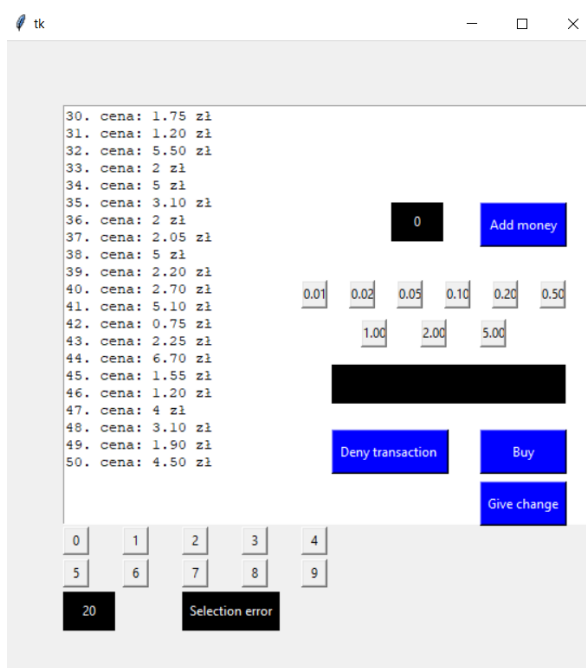 tk
30. cena: 1.75 zł
31. cena: 1.20 zł
32. cena: 5.50 zł
33. cena: 2 zł
34. cena: 5 zł
35. cena: 3.10 zł
36. cena: 2 zł
37. cena: 2.05 zł
38. cena: 5 zł
39. cena: 2.20 zł
40. cena: 2.70 zł
41. cena: 5.10 zł
42. cena: 0.75 zł
43. cena: 2.25 zł
44. cena: 6.70 zł
45. cena: 1.55 zł
46. cena: 1.20 zł
47. cena: 4 zł
48. cena: 3.10 zł
49. cena: 1.90 zł
50. cena: 4.50 zł
0 Add money
0.01 0.02 0.05 0.10 0.20 0.50
1.00 2.00 5.00
Deny transaction Buy
Give change
0 1 2 3 4
5 6 7 8 9
20 Selection error